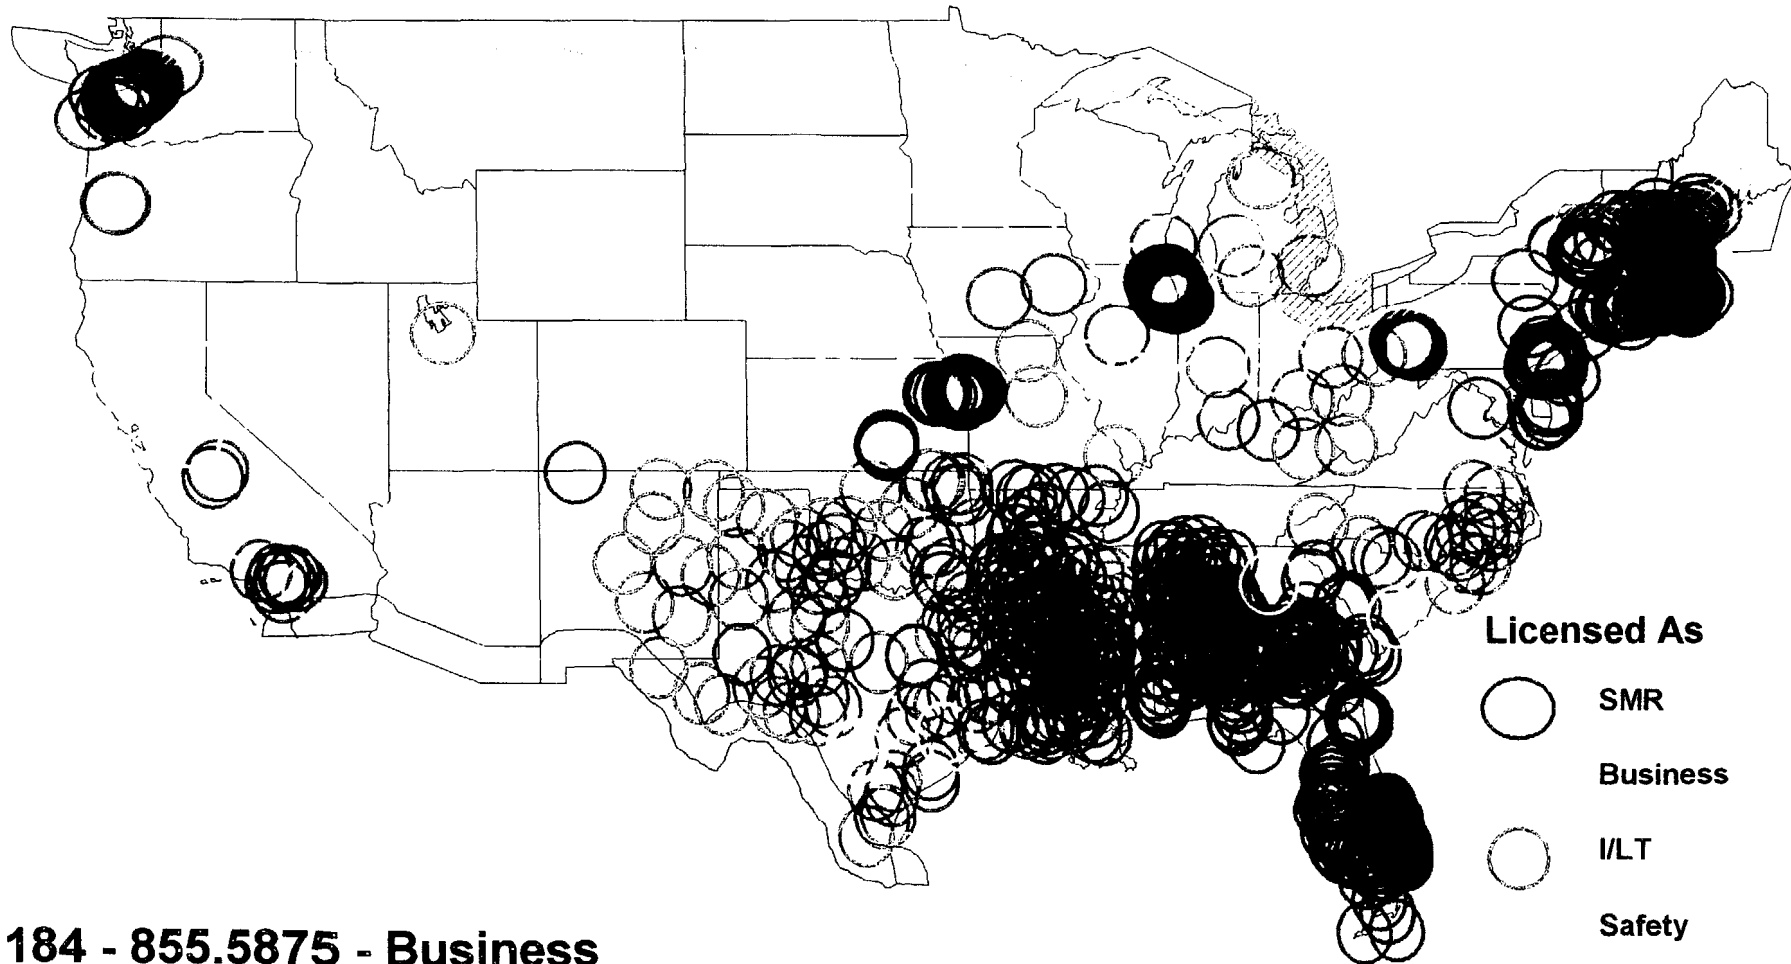 Licensed As
SMR
Business
I/LT
Safety
184 - 855.5875 - Business